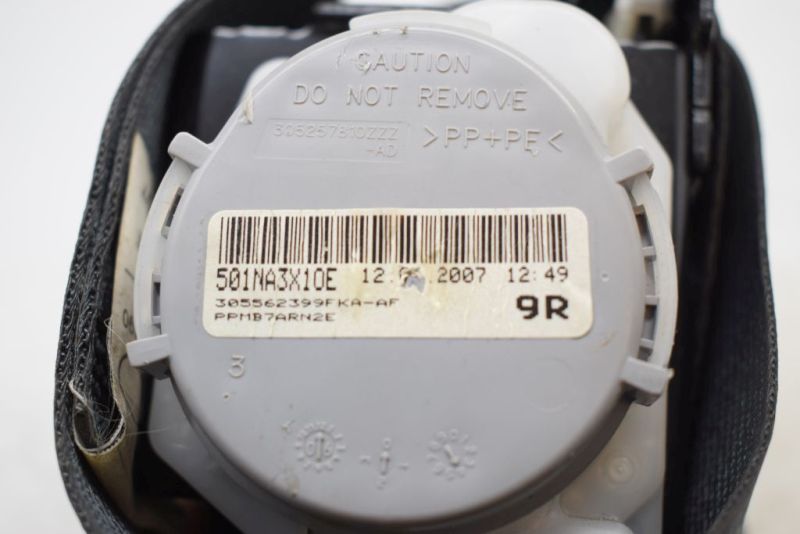 CAUTION
DO NOT REMOVE
305257810ZZZ
-AD
>PP+PE<
501NA3X10E 2007 12:49
305562399FKA-AF
PPMB7ARN2E
9R
3